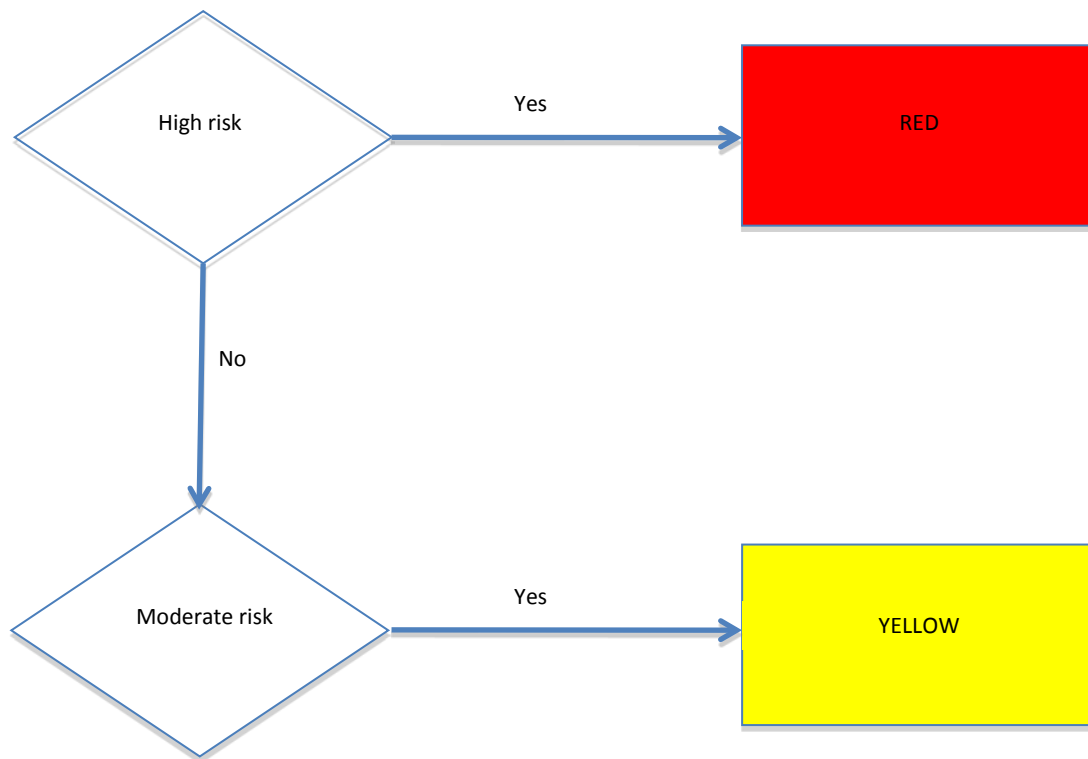 High risk
Yes
RED
No
Moderate risk
Yes
YELLOW